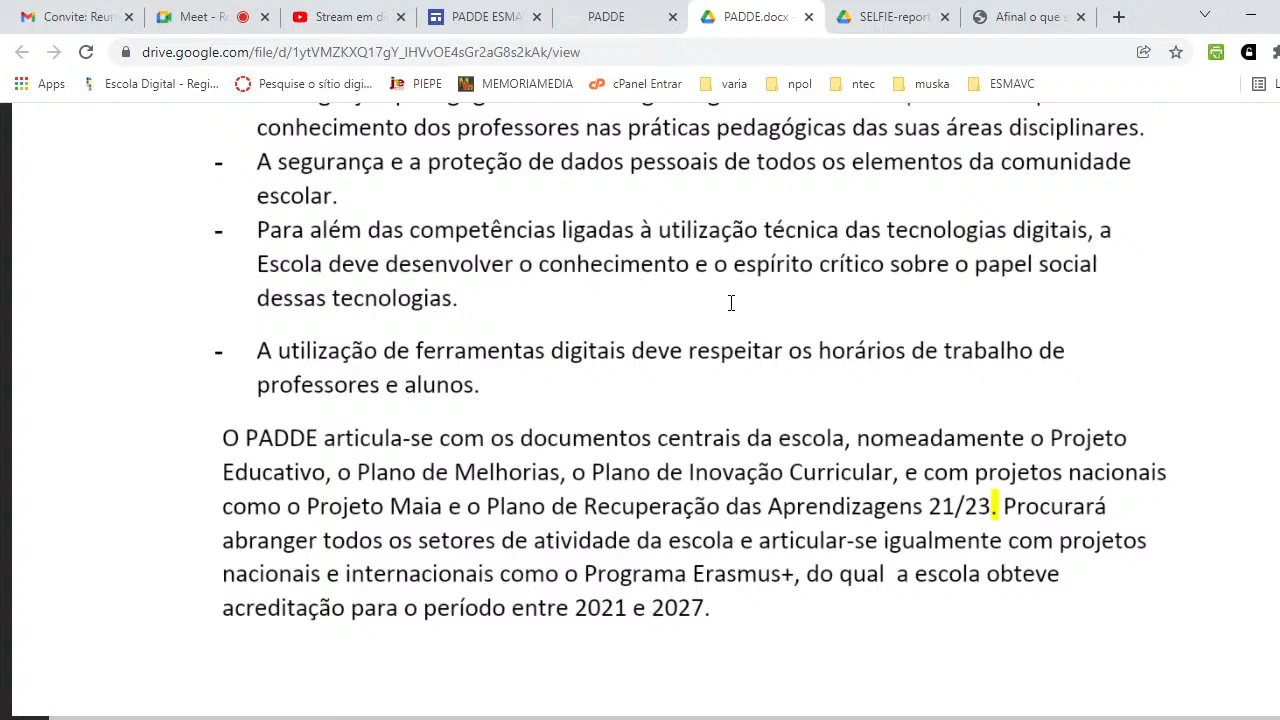 Convite: Reun
Meet - R
Stream em d
PADDE ESMA
PADDE
PADDE.docx -
SELFIE-report
Afinal o que s
drive.google.com/file/d/1ytVMZKXQ17gY_IHVvOE4sGr2aG8s2kAk/view
Apps
Escola Digital - Regi...
Pesquise o sítio digi...
PIEPE
MEMORIAMEDIA
cPanel Entrar
varia
npol
ntec
muska
ESMAVC
L
conhecimento dos professores nas práticas pedagógicas das suas áreas disciplinares.
- A segurança e a proteção de dados pessoais de todos os elementos da comunidade
escolar.
- Para além das competências ligadas à utilização técnica das tecnologias digitais, a
Escola deve desenvolver o conhecimento e o espírito crítico sobre o papel social
dessas tecnologias.
- A utilização de ferramentas digitais deve respeitar os horários de trabalho de
professores e alunos.
O PADDE articula-se com os documentos centrais da escola, nomeadamente o Projeto
Educativo, o Plano de Melhorias, o Plano de Inovação Curricular, e com projetos nacionais
como o Projeto Maia e o Plano de Recuperação das Aprendizagens 21/23. Procurará
abranger todos os setores de atividade da escola e articular-se igualmente com projetos
nacionais e internacionais como o Programa Erasmus+, do qual  a escola obteve
acreditação para o período entre 2021 e 2027.